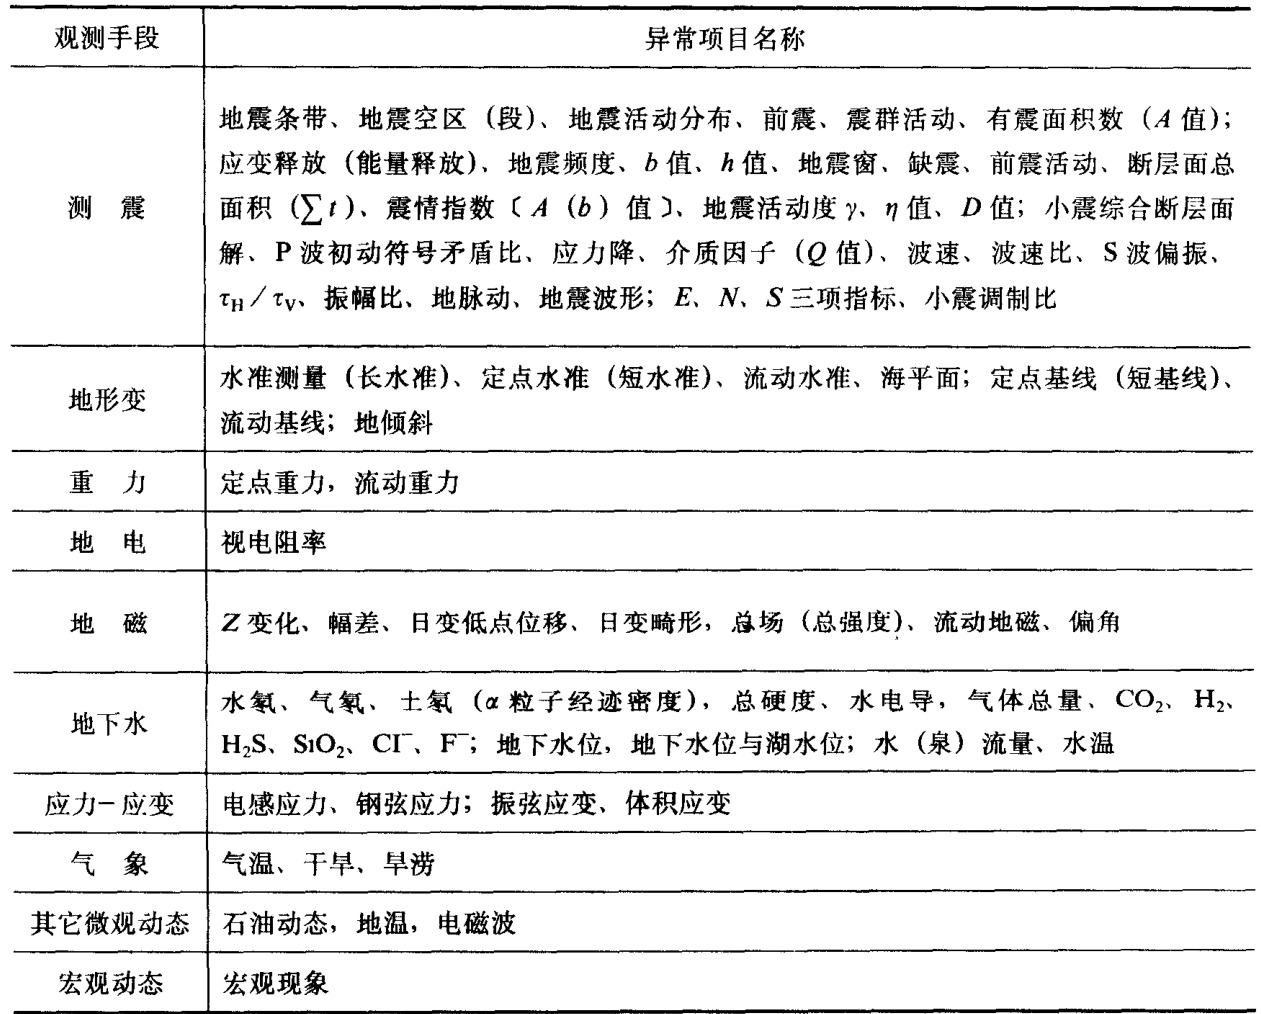 观测手段 异常项目名称
地震条带、地震空区（段）、地震活动分布、前震、震群活动、有震面积数（A 值）；
应变释放（能量释放）、地震频度、b 值、h 值、地震窗、缺震、前震活动、断层面总
测 震 面积（∑t）、震情指数〔A（b）值〕、地震活动度 γ、η 值、D 值；小震综合断层面
解、P 波初动符号矛盾比、应力降、介质因子（Q 值）、波速、波速比、S 波偏振、
τH／τV、振幅比、地脉动、地震波形；E、N、S 三项指标、小震调制比
地形变 水准测量（长水准）、定点水准（短水准）、流动水准、海平面；定点基线（短基线）、
流动基线；地倾斜
重 力 定点重力，流动重力
地 电 视电阻率
地 磁 Z 变化、幅差、日变低点位移、日变畸形，总场（总强度）、流动地磁、偏角
地下水 水氡、气氡、土氡（α 粒子经迹密度），总硬度、水电导，气体总量、CO₂、H₂、
H₂S、SiO₂、Cl⁻、F⁻；地下水位，地下水位与湖水位；水（泉）流量、水温
应力-应变 电感应力、钢弦应力；振弦应变、体积应变
气 象 气温、干旱、旱涝
其它微观动态 石油动态，地温，电磁波
宏观动态 宏观现象